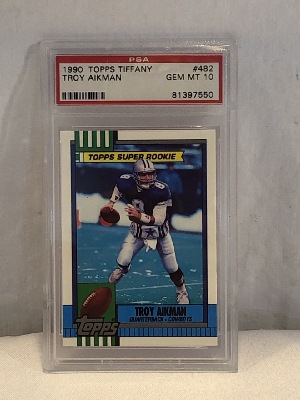 PSA
1990 TOPPS TIFFANY #482
TROY AIKMAN GEM MT 10
81397550
TOPPS SUPER ROOKIE
8
TROY AIKMAN
QUARTERBACK • COWBOYS
Topps